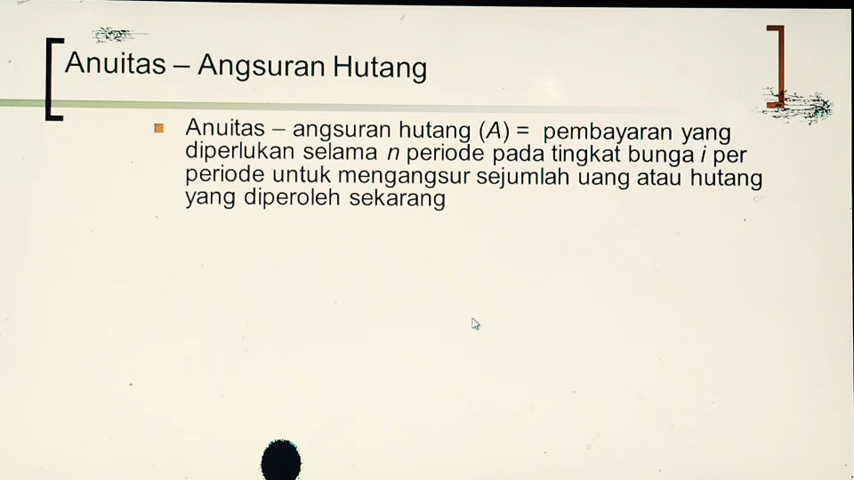 Anuitas – Angsuran Hutang
Anuitas – angsuran hutang (A) = pembayaran yang
diperlukan selama n periode pada tingkat bunga i per
periode untuk mengangsur sejumlah uang atau hutang
yang diperoleh sekarang